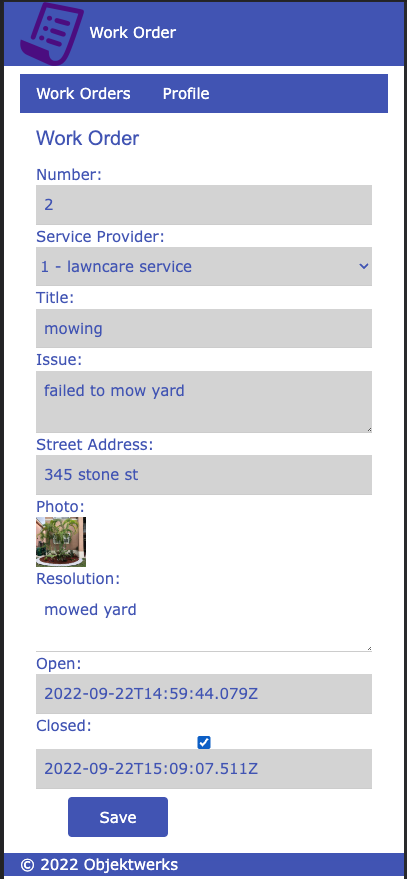 Work Order
Work Orders Profile
Work Order
Number:
2
Service Provider:
1 - lawncare service
Title:
mowing
Issue:
failed to mow yard
Street Address:
345 stone st
Photo:
Resolution:
mowed yard
Open:
2022-09-22T14:59:44.079Z
Closed:
2022-09-22T15:09:07.511Z
Save
© 2022 Objektwerks